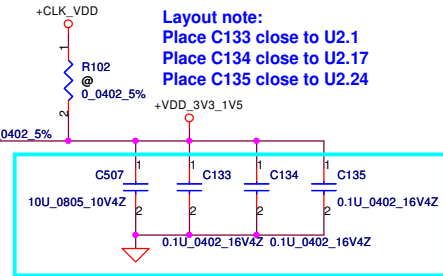 +CLK_VDD
Layout note:
Place C133 close to U2.1
Place C134 close to U2.17
Place C135 close to U2.24
1
R102
@
0_0402_5%
2
+VDD_3V3_1V5
0402_5%
1
1
1
1
C507
C133
C134
C135
10U_0805_10V4Z
0.1U_0402_16V4Z
2
2
2
2
0.1U_0402_16V4Z
0.1U_0402_16V4Z